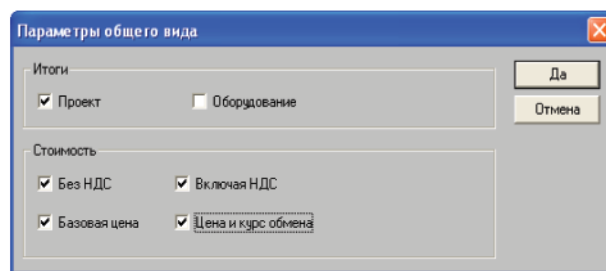 Параметры общего вида
Итоги
Проект
Оборудование
Да
Отмена
Стоимость
Без НДС
Включая НДС
Базовая цена
Цена и курс обмена